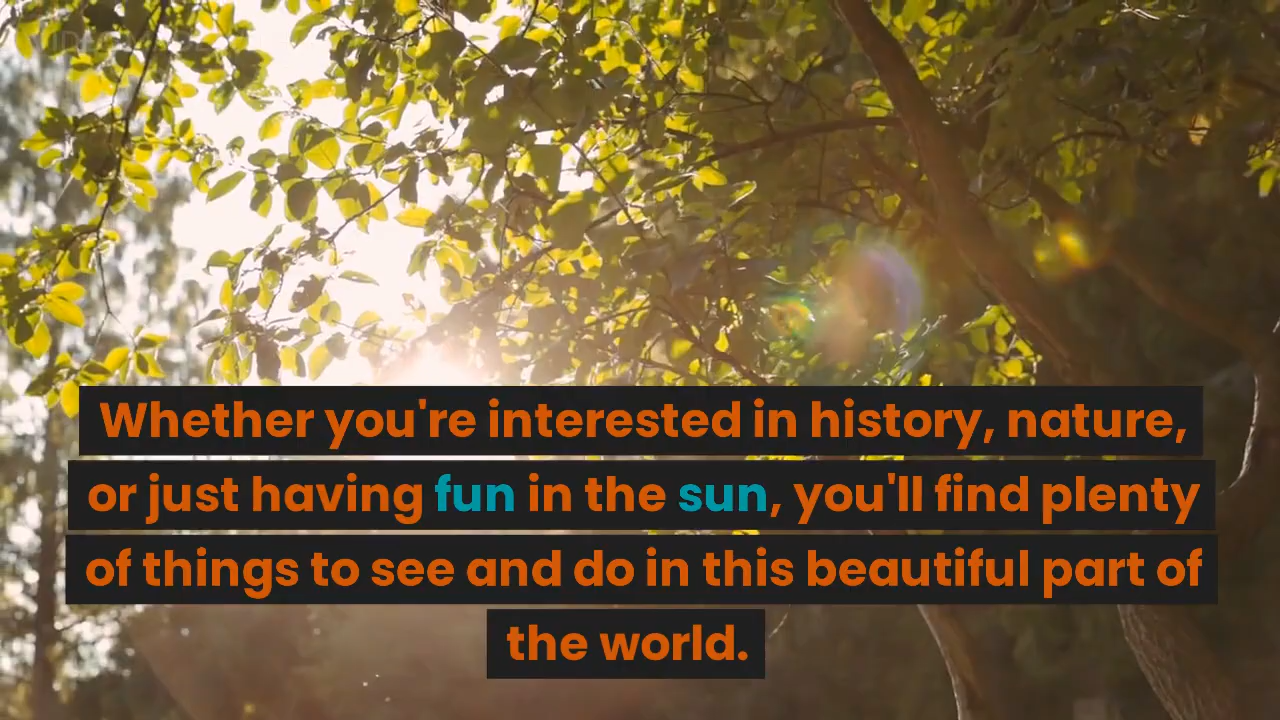 Whether you're interested in history, nature,
or just having fun in the sun, you'll find plenty
of things to see and do in this beautiful part of
the world.